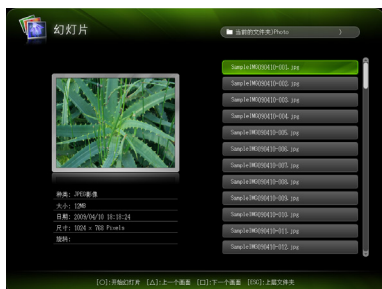 幻灯片
当前的文件夹)Photo )
SampleIMG090410-001.jpg
SampleIMG090410-002.jpg
SampleIMG090410-003.jpg
SampleIMG090410-004.jpg
SampleIMG090410-005.jpg
SampleIMG090410-006.jpg
SampleIMG090410-007.jpg
SampleIMG090410-008.jpg
SampleIMG090410-009.jpg
SampleIMG090410-010.jpg
SampleIMG090410-011.jpg
SampleIMG090410-012.jpg
种类: JPEG影像
大小: 12MB
日期: 2009/04/10 18:18:24
尺寸: 1024 x 768 Pixels
旋转:
[○]:开始幻灯片 [△]:上一个画面 [口]:下一个画面 [ESC]:上层文件夹